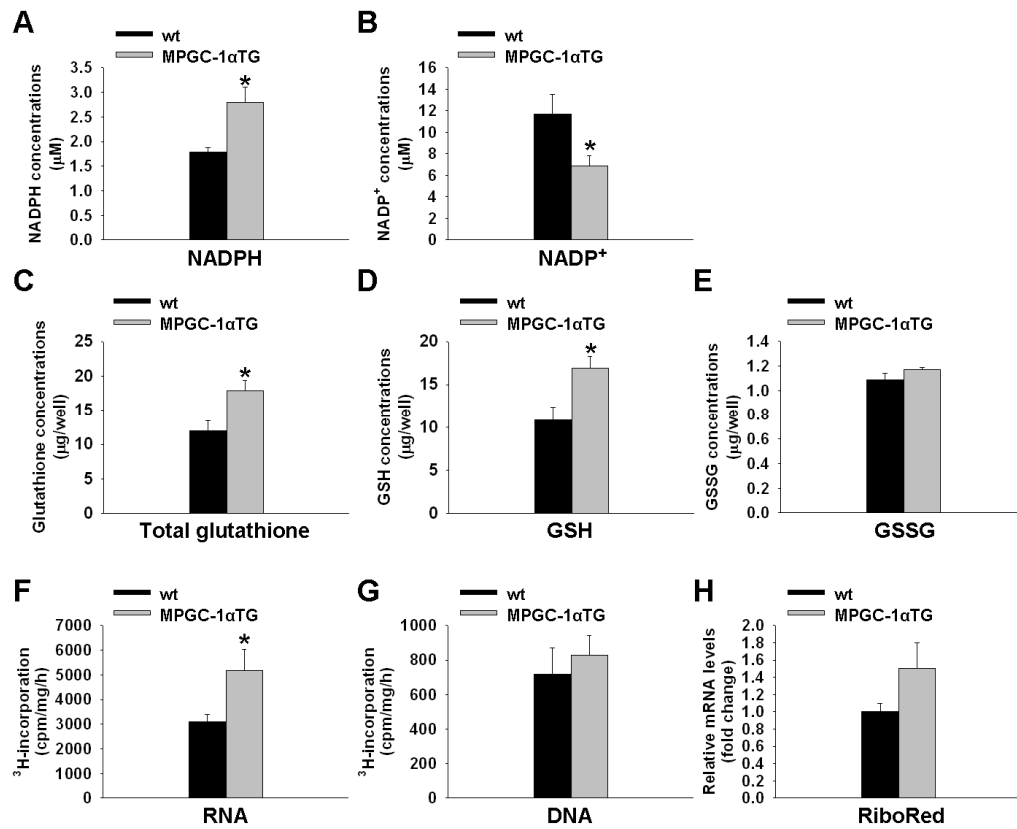 A
wt
MPGC-1αTG
NADPH concentrations
(μM)
3.5
3.0
2.5
2.0
1.5
1.0
0.5
0.0
*
NADPH
B
wt
MPGC-1αTG
NADP+ concentrations
(μM)
16
14
12
10
8
6
4
2
0
*
NADP+
C
wt
MPGC-1αTG
Glutathione concentrations
(μg/well)
25
20
15
10
5
0
*
Total glutathione
D
wt
MPGC-1αTG
GSH concentrations
(μg/well)
20
15
10
5
0
*
GSH
E
wt
MPGC-1αTG
GSSG concentrations
(μg/well)
1.4
1.2
1.0
0.8
0.6
0.4
0.2
0.0
GSSG
F
wt
MPGC-1αTG
3H-incorporation
(cpm/mg/h)
7000
6000
5000
4000
3000
2000
1000
0
*
RNA
G
wt
MPGC-1αTG
3H-incorporation
(cpm/mg/h)
1000
800
600
400
200
0
DNA
H
wt
MPGC-1αTG
Relative mRNA levels
(fold change)
2.0
1.8
1.6
1.4
1.2
1.0
0.8
0.6
0.4
0.2
0.0
RiboRed